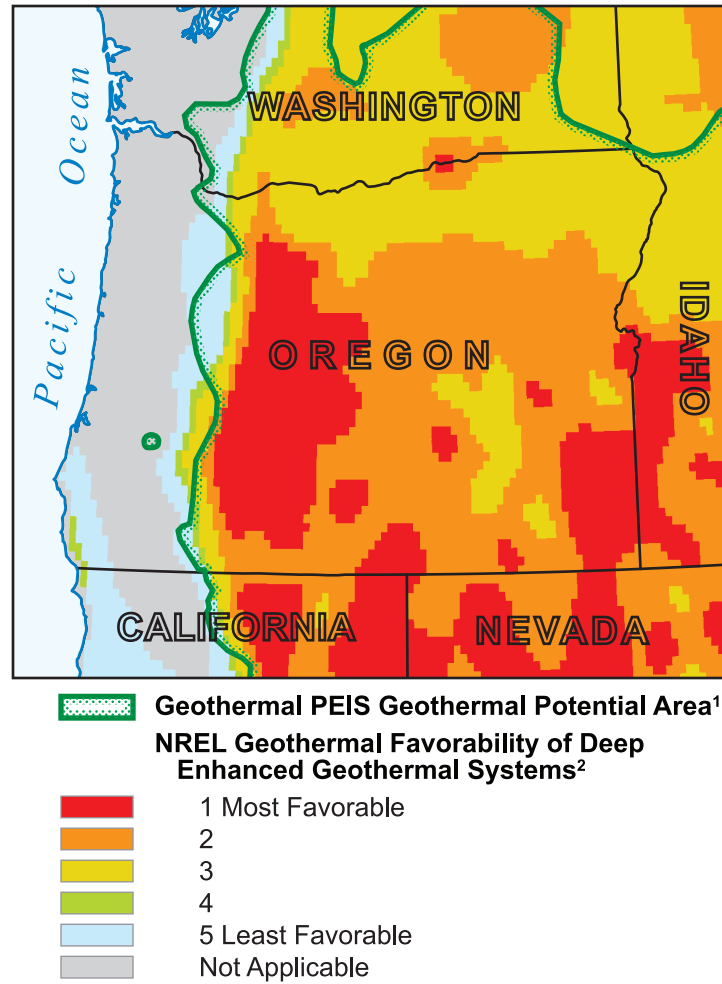 Pacific Ocean
WASHINGTON
OREGON
IDAHO
CALIFORNIA
NEVADA
Geothermal PEIS Geothermal Potential Area¹
NREL Geothermal Favorability of Deep
Enhanced Geothermal Systems²
1 Most Favorable
2
3
4
5 Least Favorable
Not Applicable